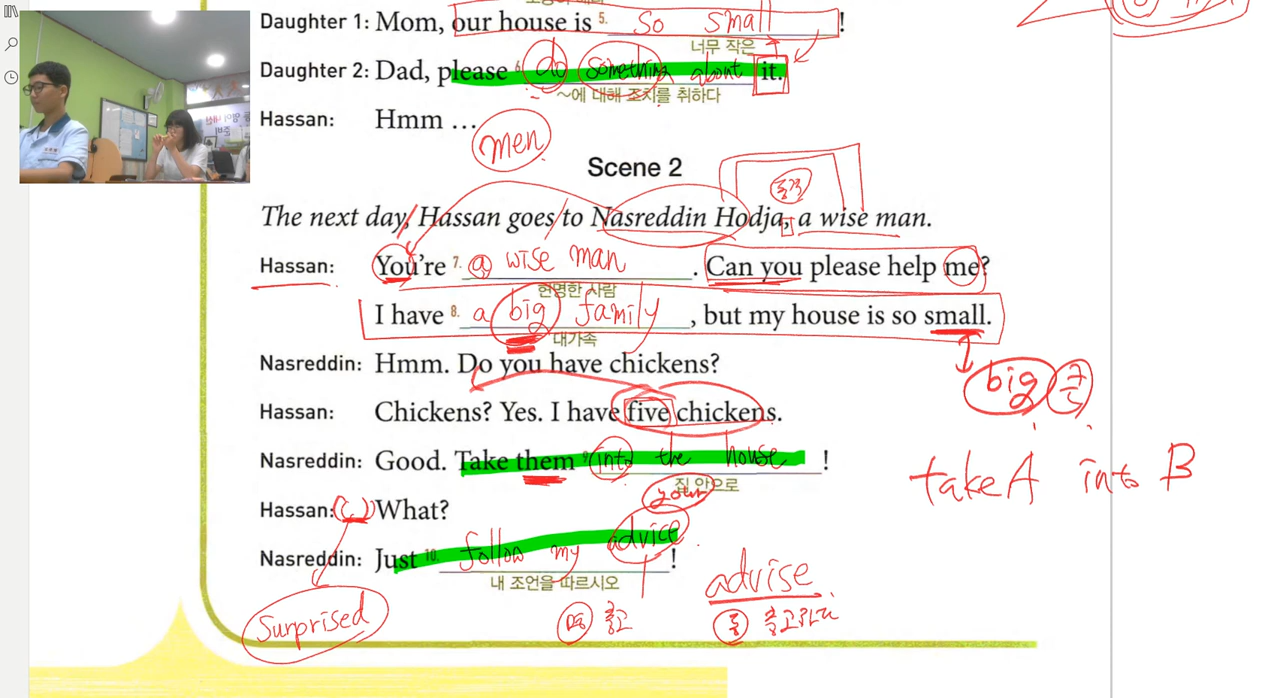 Daughter 1: Mom, our house is 5. so small !
너무 작은
Daughter 2: Dad, please 6. do something about it.
~에 대해 조치를 취하다
Hassan: Hmm …
men
Scene 2
동격
The next day, Hassan goes to Nasreddin Hodja, a wise man.
Hassan: You're 7. a wise man . Can you please help me?
현명한 사람
I have 8. a big family , but my house is so small.
대가족
Nasreddin: Hmm. Do you have chickens?
big
Hassan: Chickens? Yes. I have five chickens.
Nasreddin: Good. Take them 9. into the house !
take A into B
집 안으로
your
Hassan: ( ) What?
Nasreddin: Just 10. follow my advice !
내 조언을 따르시오
advise
Surprised
명 충고
동 충고하다